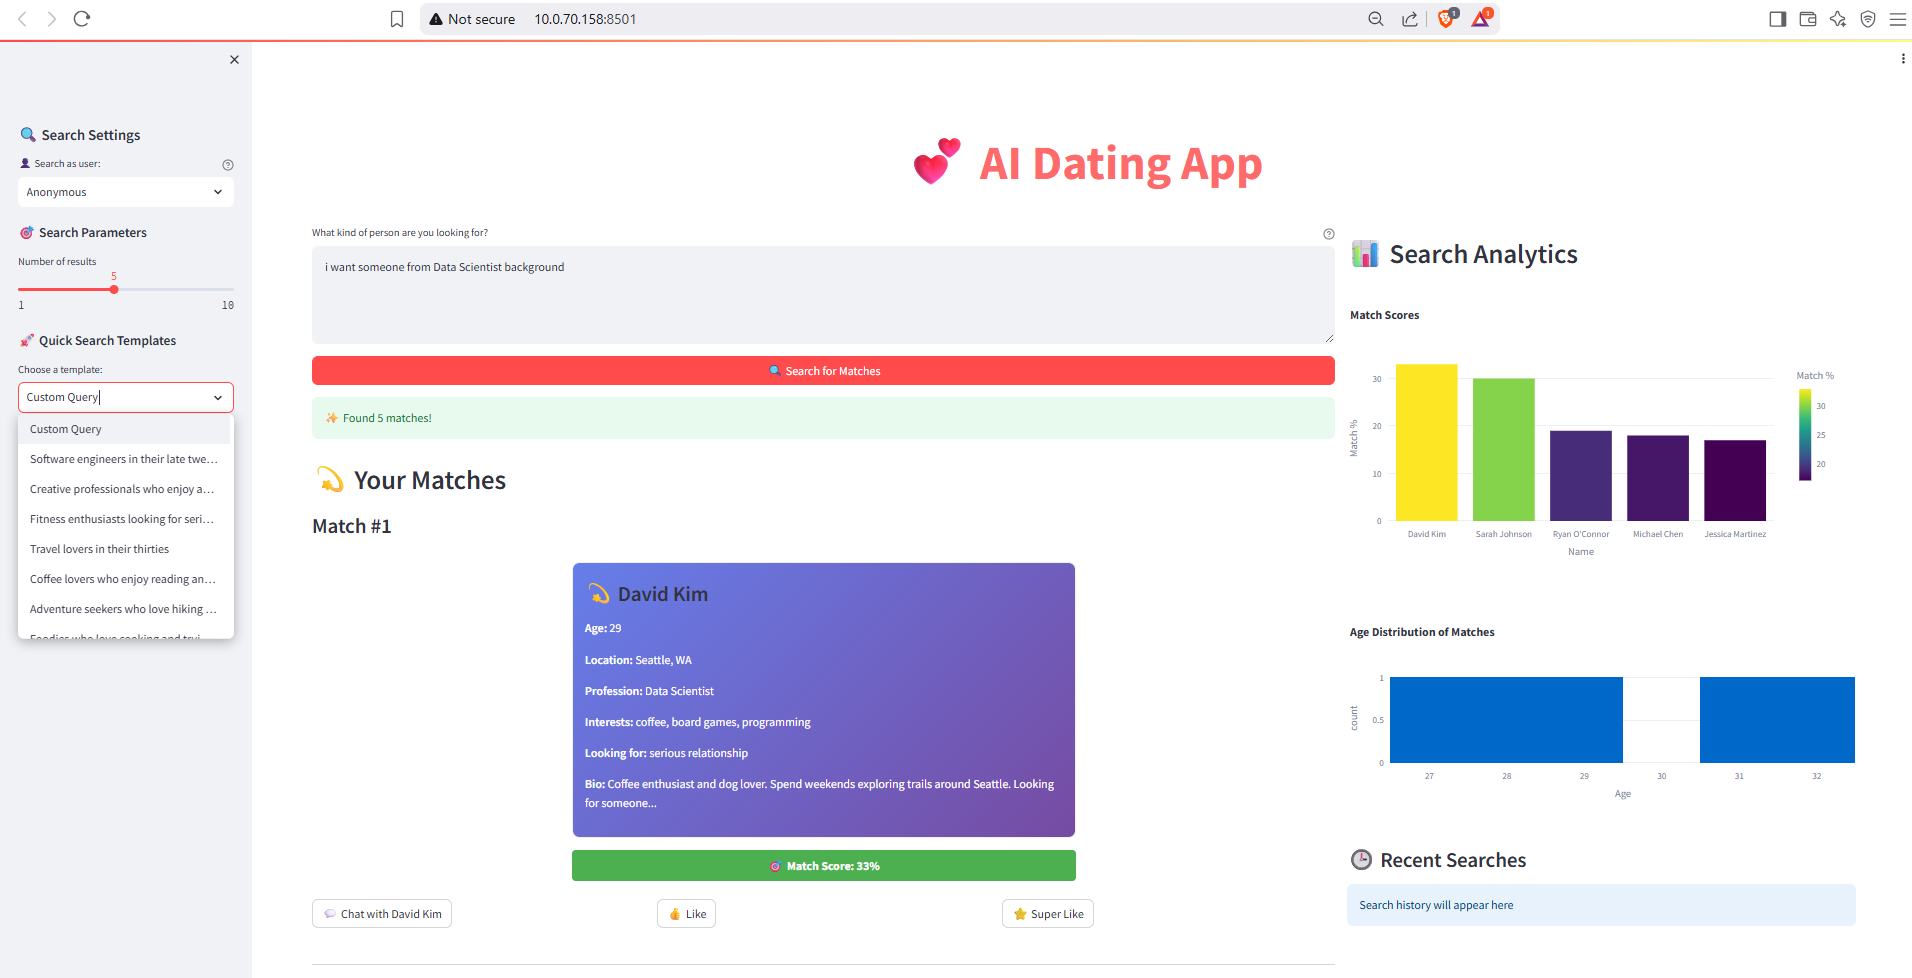 Not secure 10.0.70.158:8501
1
1
Search Settings
Search as user:
Anonymous
Search Parameters
Number of results
5
1 10
Quick Search Templates
Choose a template:
Custom Query
Custom Query
Software engineers in their late twe...
Creative professionals who enjoy a...
Fitness enthusiasts looking for seri...
Travel lovers in their thirties
Coffee lovers who enjoy reading an...
Adventure seekers who love hiking ...
Foodies who love cooking and tryi
AI Dating App
What kind of person are you looking for?
i want someone from Data Scientist background
Search for Matches
Found 5 matches!
Your Matches
Match #1
David Kim
Age: 29
Location: Seattle, WA
Profession: Data Scientist
Interests: coffee, board games, programming
Looking for: serious relationship
Bio: Coffee enthusiast and dog lover. Spend weekends exploring trails around Seattle. Looking
for someone...
Match Score: 33%
Chat with David Kim
Like
Super Like
Search Analytics
Match Scores
Match %
30
20
10
0
David Kim Sarah Johnson Ryan O'Connor Michael Chen Jessica Martinez
Name
Match %
30
25
20
Age Distribution of Matches
count
1
0.5
0
27 28 29 30 31 32
Age
Recent Searches
Search history will appear here